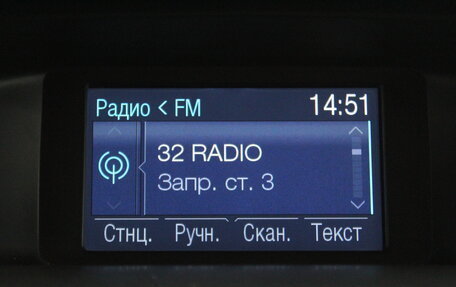 Радио < FM 14:51
32 RADIO
Запр. ст. 3
Стнц. Ручн. Скан. Текст